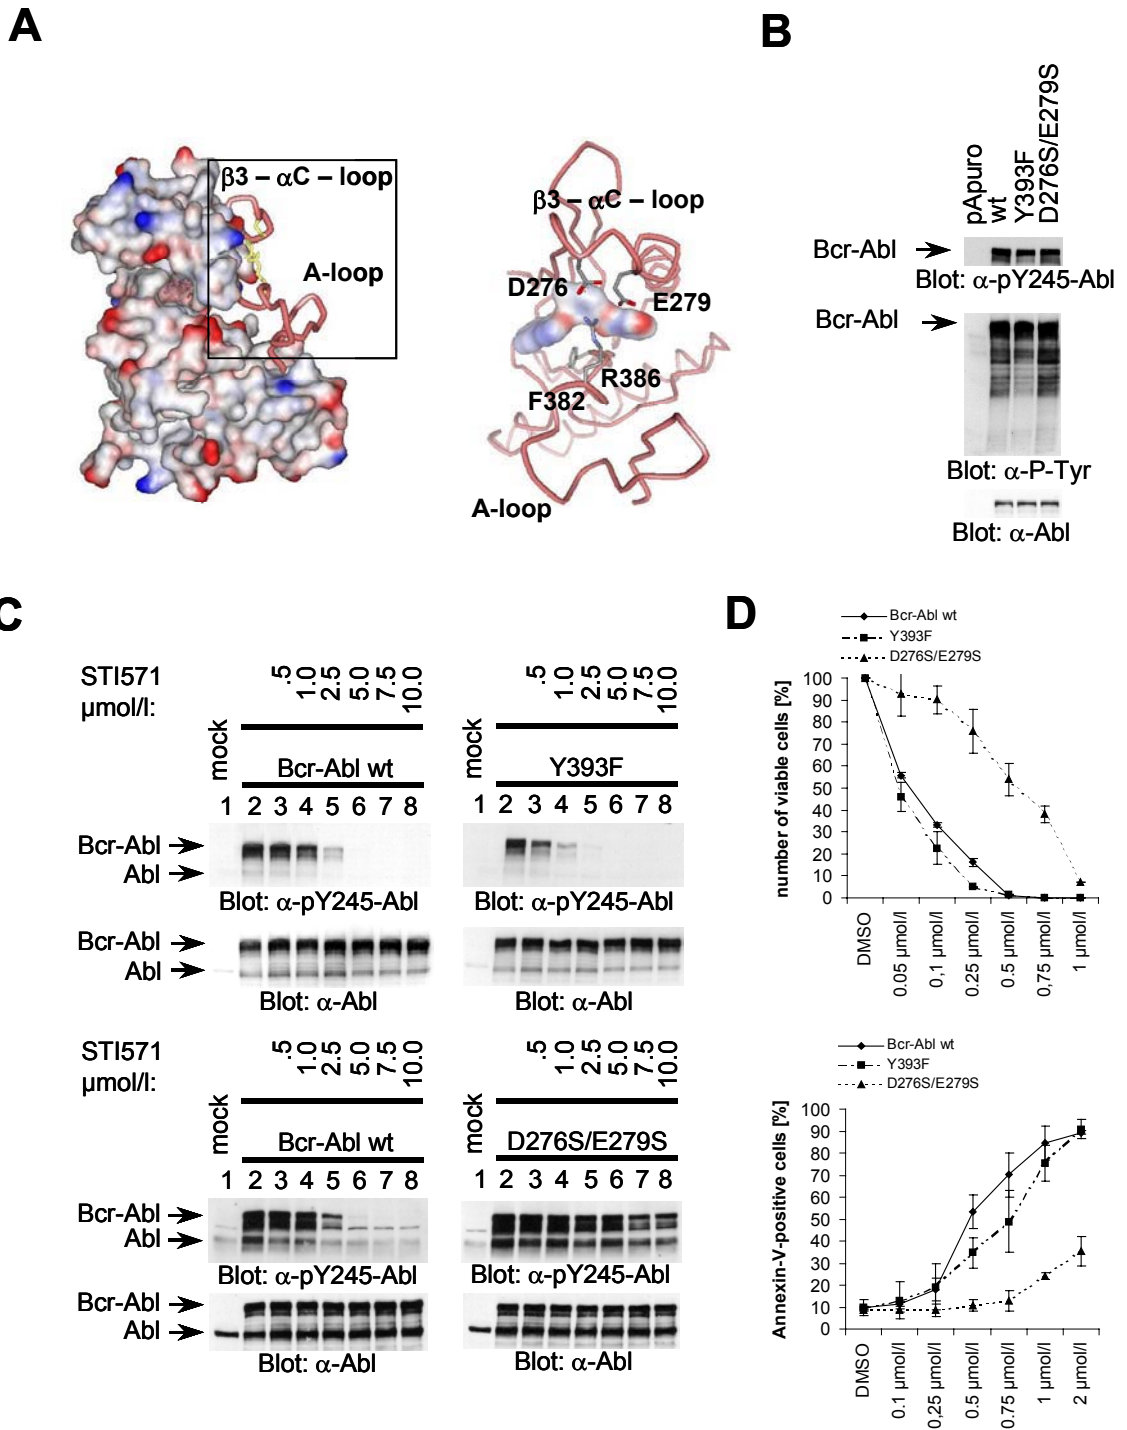 A
β3 – αC – loop
A-loop
β3 – αC – loop
D276
E279
R386
F382
A-loop
B
pApuro
wt
Y393F
D276S/E279S
Bcr-Abl
Blot: α-pY245-Abl
Bcr-Abl
Blot: α-P-Tyr
Blot: α-Abl
C
STI571
µmol/l:
mock
.5
1.0
2.5
5.0
7.5
10.0
Bcr-Abl wt
1 2 3 4 5 6 7 8
Bcr-Abl
Abl
Blot: α-pY245-Abl
Bcr-Abl
Abl
Blot: α-Abl
mock
.5
1.0
2.5
5.0
7.5
10.0
Y393F
1 2 3 4 5 6 7 8
Blot: α-pY245-Abl
Blot: α-Abl
STI571
µmol/l:
mock
.5
1.0
2.5
5.0
7.5
10.0
Bcr-Abl wt
1 2 3 4 5 6 7 8
Bcr-Abl
Abl
Blot: α-pY245-Abl
Bcr-Abl
Abl
Blot: α-Abl
mock
.5
1.0
2.5
5.0
7.5
10.0
D276S/E279S
1 2 3 4 5 6 7 8
Blot: α-pY245-Abl
Blot: α-Abl
D
Bcr-Abl wt
Y393F
D276S/E279S
number of viable cells [%]
100
90
80
70
60
50
40
30
20
10
0
DMSO
0.05 µmol/l
0,1 µmol/l
0.25 µmol/l
0.5 µmol/l
0,75 µmol/l
1 µmol/l
Bcr-Abl wt
Y393F
D276S/E279S
Annexin-V-positive cells [%]
100
90
80
70
60
50
40
30
20
10
0
DMSO
0.1 µmol/l
0,25 µmol/l
0.5 µmol/l
0.75 µmol/l
1 µmol/l
2 µmol/l